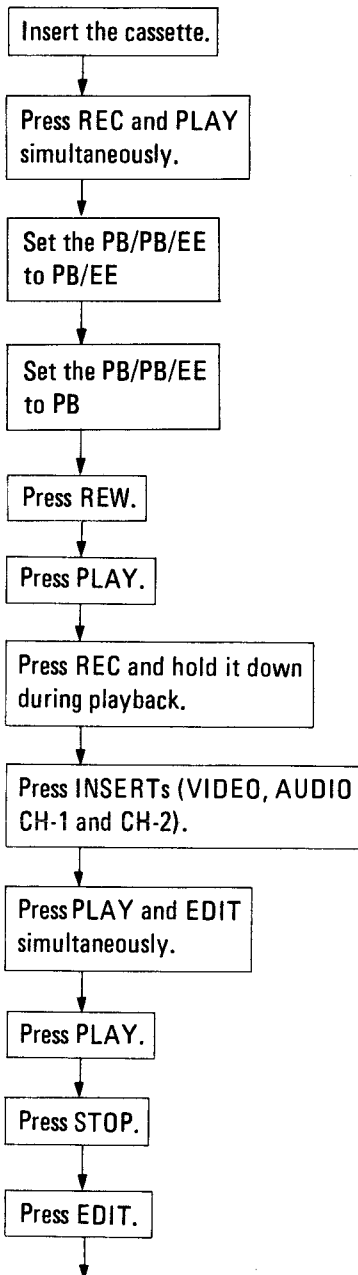 Insert the cassette.
Press REC and PLAY
simultaneously.
Set the PB/PB/EE
to PB/EE
Set the PB/PB/EE
to PB
Press REW.
Press PLAY.
Press REC and hold it down
during playback.
Press INSERTs (VIDEO, AUDIO
CH-1 and CH-2).
Press PLAY and EDIT
simultaneously.
Press PLAY.
Press STOP.
Press EDIT.